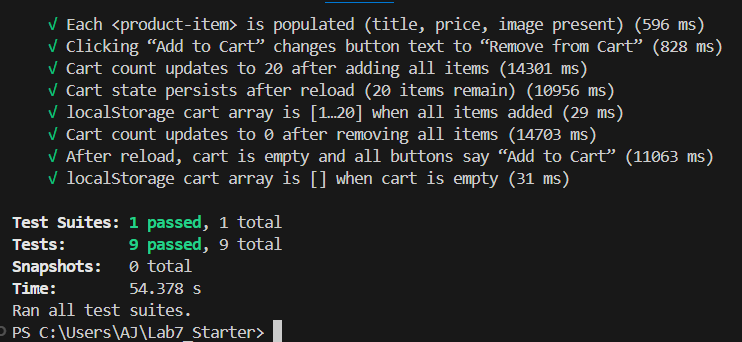 √ Each <product-item> is populated (title, price, image present) (596 ms)
√ Clicking “Add to Cart” changes button text to “Remove from Cart” (828 ms)
√ Cart count updates to 20 after adding all items (14301 ms)
√ Cart state persists after reload (20 items remain) (10956 ms)
√ localStorage cart array is [1…20] when all items added (29 ms)
√ Cart count updates to 0 after removing all items (14703 ms)
√ After reload, cart is empty and all buttons say “Add to Cart” (11063 ms)
√ localStorage cart array is [] when cart is empty (31 ms)
Test Suites: 1 passed, 1 total
Tests: 9 passed, 9 total
Snapshots: 0 total
Time: 54.378 s
Ran all test suites.
PS C:\Users\AJ\Lab7_Starter>